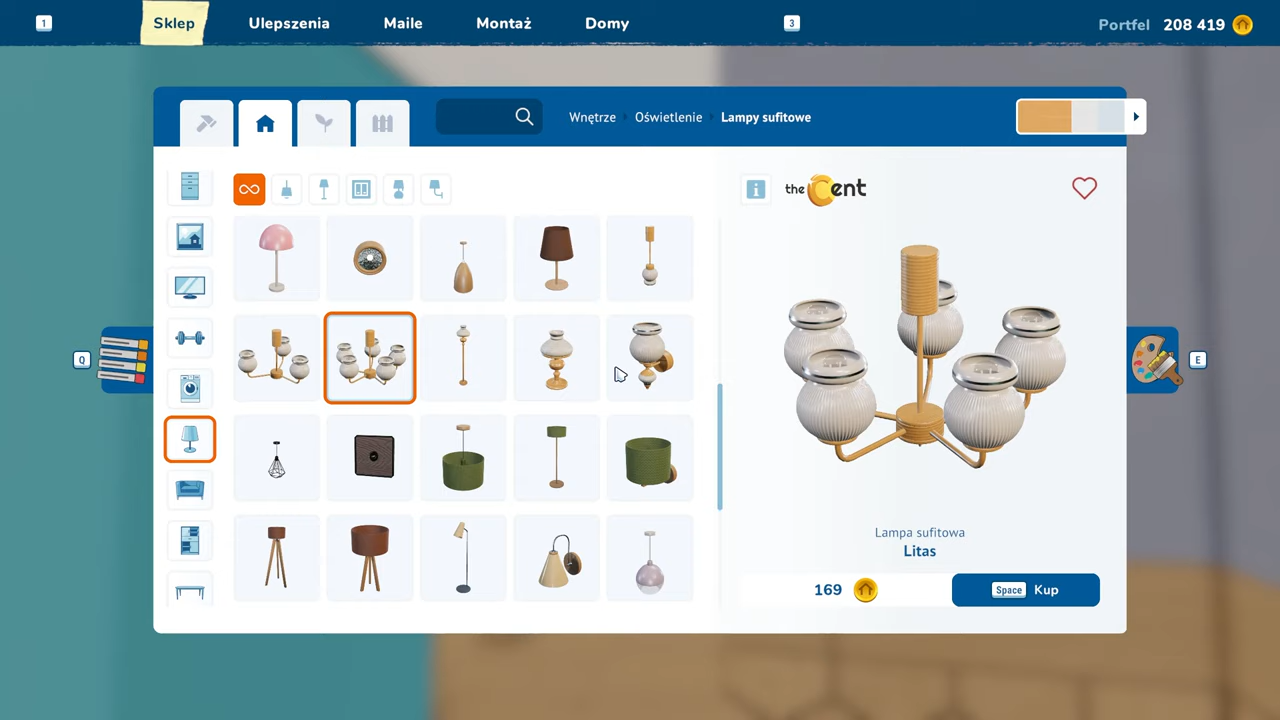 1 Sklep Ulepszenia Maile Montaż Domy 3 Portfel 208 419
Wnętrze Oświetlenie Lampy sufitowe
i the Cent
Q
E
Lampa sufitowa
Litas
169 Space Kup